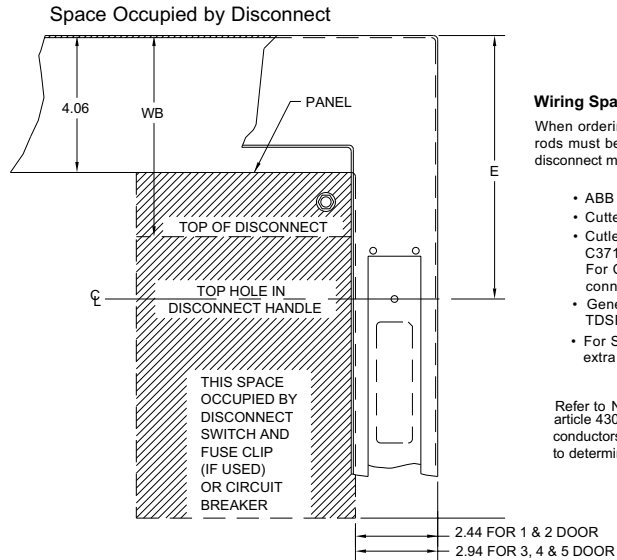 Space Occupied by Disconnect
4.06
WB
PANEL
E
TOP OF DISCONNECT
TOP HOLE IN
DISCONNECT HANDLE
℄
THIS SPACE
OCCUPIED BY
DISCONNECT
SWITCH AND
FUSE CLIP
(IF USED)
OR CIRCUIT
BREAKER
2.44 FOR 1 & 2 DOOR
2.94 FOR 3, 4 & 5 DOOR
Wiring Spa
When orderin
rods must be
disconnect m
• ABB
• Cutte
• Cutle
C371
For C
conn
• Gene
TDSI
• For S
extra
Refer to N
article 430
conductors
to determin